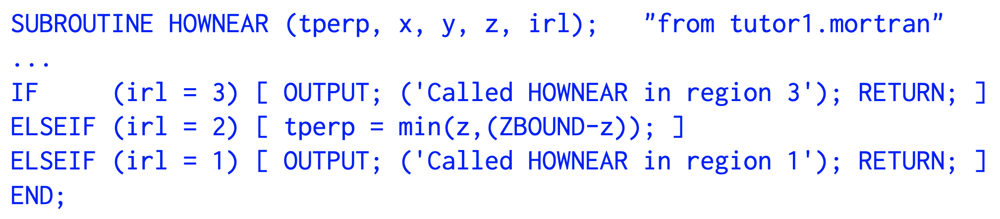 SUBROUTINE HOWNEAR (tperp, x, y, z, irl);   "from tutor1.mortran"
...
IF     (irl = 3) [ OUTPUT; ('Called HOWNEAR in region 3'); RETURN; ]
ELSEIF (irl = 2) [ tperp = min(z,(ZBOUND-z)); ]
ELSEIF (irl = 1) [ OUTPUT; ('Called HOWNEAR in region 1'); RETURN; ]
END;